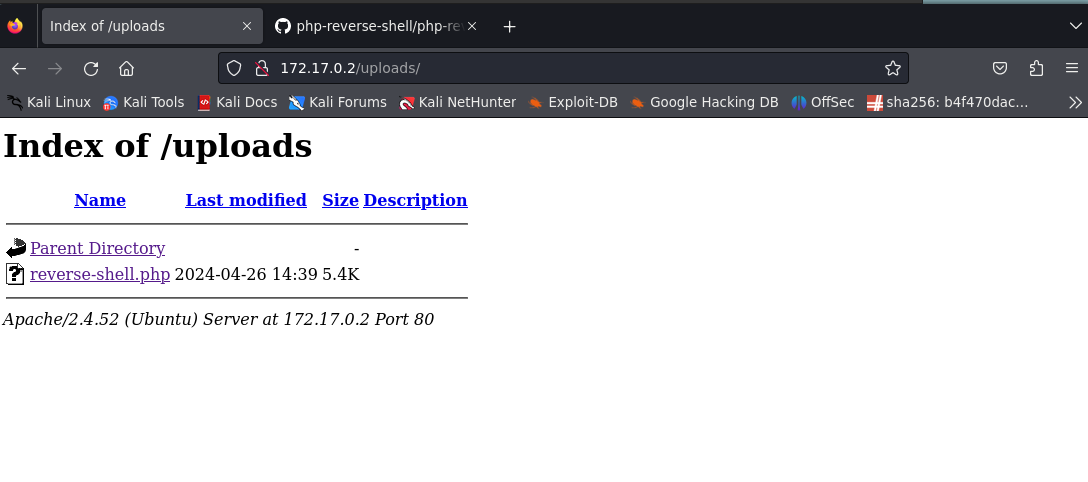 Index of /uploads
php-reverse-shell/php-re
172.17.0.2/uploads/
Kali Linux Kali Tools Kali Docs Kali Forums Kali NetHunter Exploit-DB Google Hacking DB OffSec sha256: b4f470dac…
Index of /uploads
Name Last modified Size Description
Parent Directory -
reverse-shell.php 2024-04-26 14:39 5.4K
Apache/2.4.52 (Ubuntu) Server at 172.17.0.2 Port 80